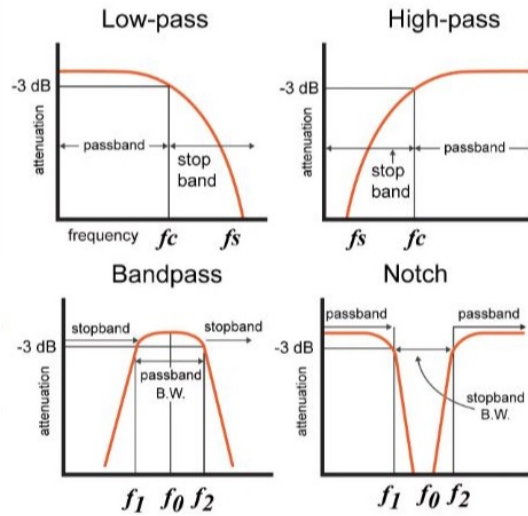 Low-pass
-3 dB
attenuation
passband
stop
band
frequency
fc
fs
High-pass
-3 dB
attenuation
passband
stop
band
fs
fc
Bandpass
stopband
stopband
-3 dB
attenuation
passband
B.W.
f1
f0
f2
Notch
passband
passband
-3 dB
attenuation
stopband
B.W.
f1
f0
f2